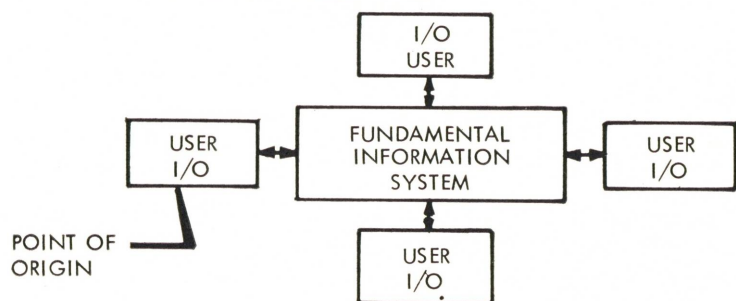 I/O
USER
USER
I/O
FUNDAMENTAL
INFORMATION
SYSTEM
USER
I/O
POINT OF
ORIGIN
USER
I/O